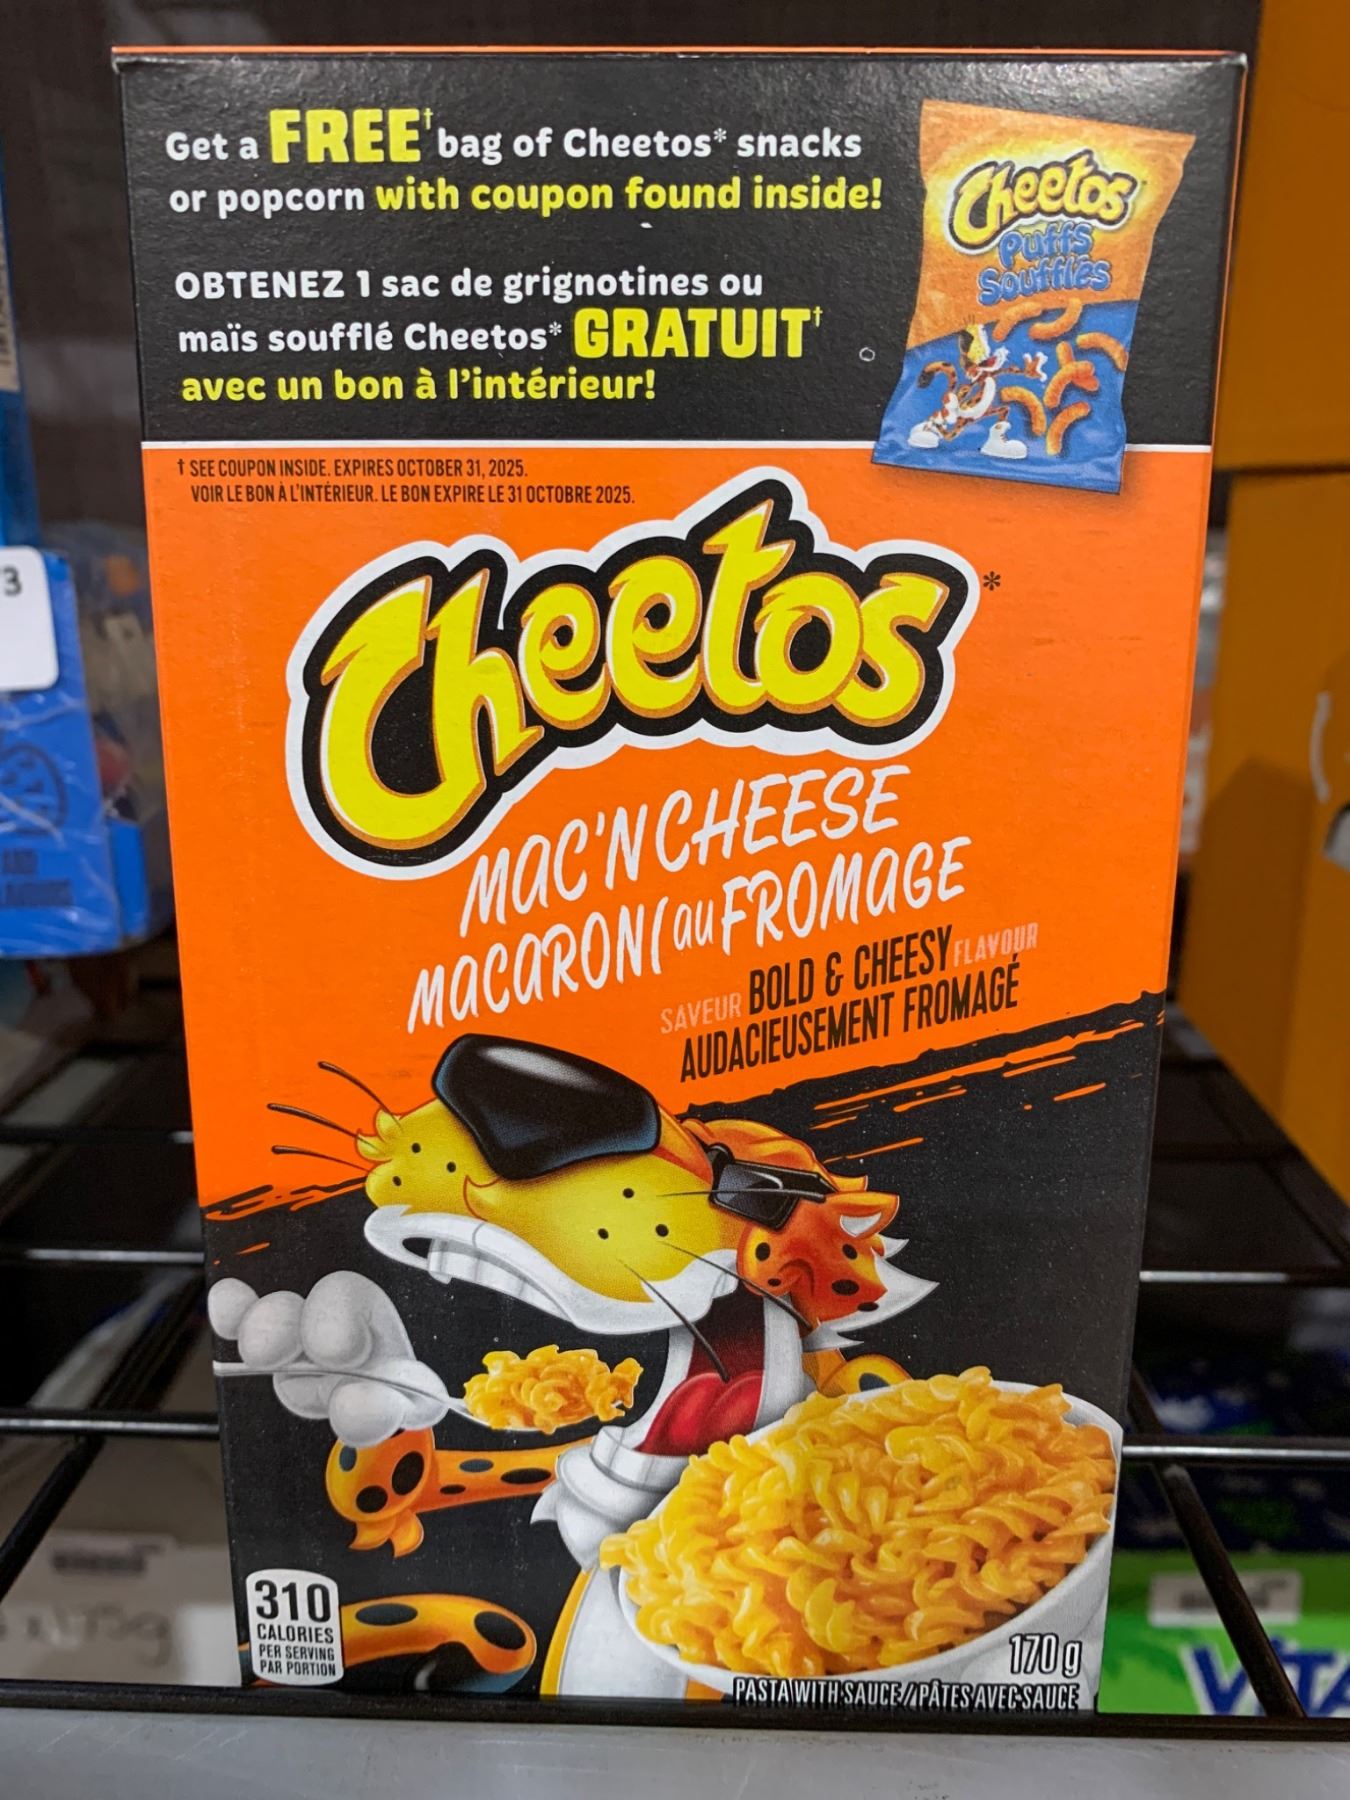 Get a FREE† bag of Cheetos* snacks
or popcorn with coupon found inside!
OBTENEZ 1 sac de grignotines ou
maïs soufflé Cheetos* GRATUIT†
avec un bon à l'intérieur!
Cheetos
Puffs
Soufflés
† SEE COUPON INSIDE. EXPIRES OCTOBER 31, 2025.
VOIR LE BON À L'INTÉRIEUR. LE BON EXPIRE LE 31 OCTOBRE 2025.
Cheetos*
MAC'N CHEESE
MACARONI au FROMAGE
SAVEUR BOLD & CHEESY FLAVOUR
AUDACIEUSEMENT FROMAGÉ
310
CALORIES
PER SERVING
PAR PORTION
170 g
PASTA WITH SAUCE / PÂTES AVEC SAUCE
3
VITA